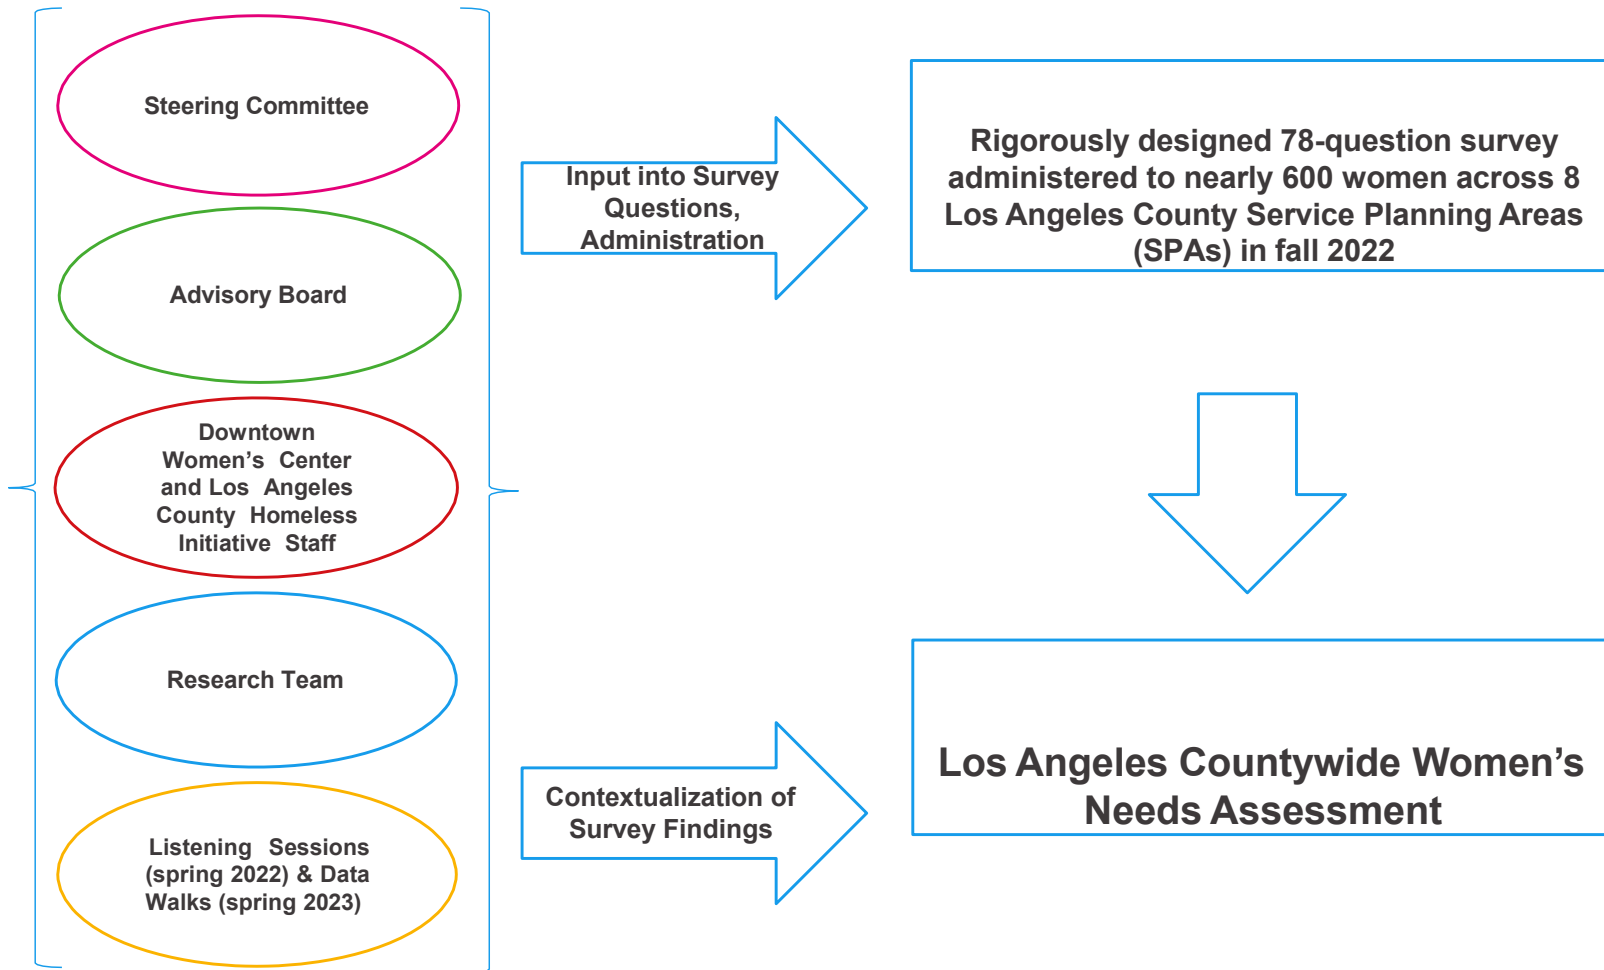 Steering Committee
Advisory Board
Downtown
Women’s Center
and Los Angeles
County Homeless
Initiative Staff
Research Team
Listening Sessions
(spring 2022) & Data
Walks (spring 2023)
Input into Survey
Questions,
Administration
Contextualization of
Survey Findings
Rigorously designed 78-question survey
administered to nearly 600 women across 8
Los Angeles County Service Planning Areas
(SPAs) in fall 2022
Los Angeles Countywide Women’s
Needs Assessment